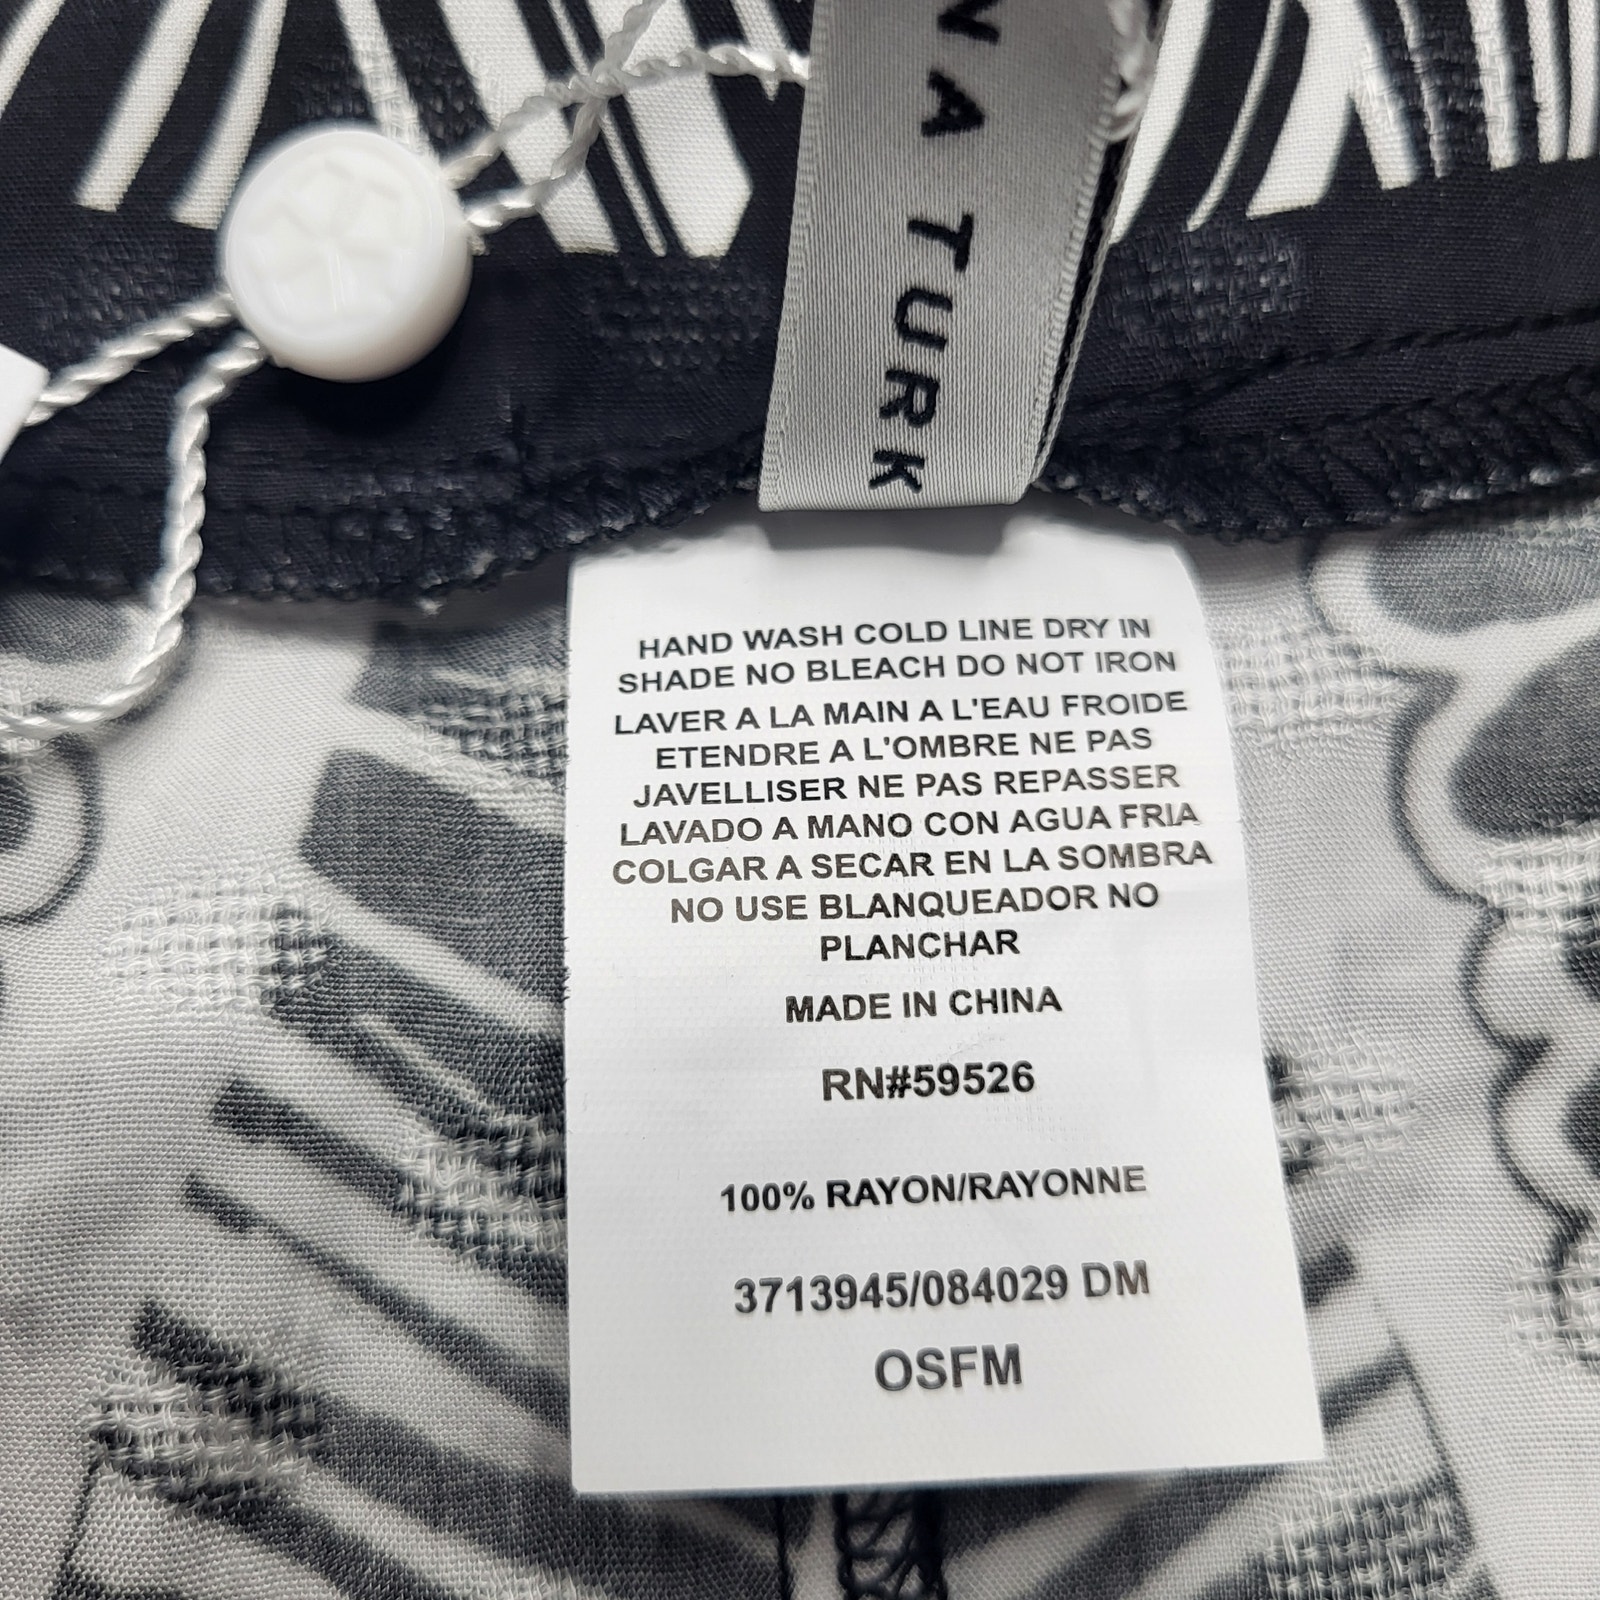 NA TURK
HAND WASH COLD LINE DRY IN
SHADE NO BLEACH DO NOT IRON
LAVER A LA MAIN A L'EAU FROIDE
ETENDRE A L'OMBRE NE PAS
JAVELLISER NE PAS REPASSER
LAVADO A MANO CON AGUA FRIA
COLGAR A SECAR EN LA SOMBRA
NO USE BLANQUEADOR NO
PLANCHAR
MADE IN CHINA
RN#59526
100% RAYON/RAYONNE
3713945/084029 DM
OSFM